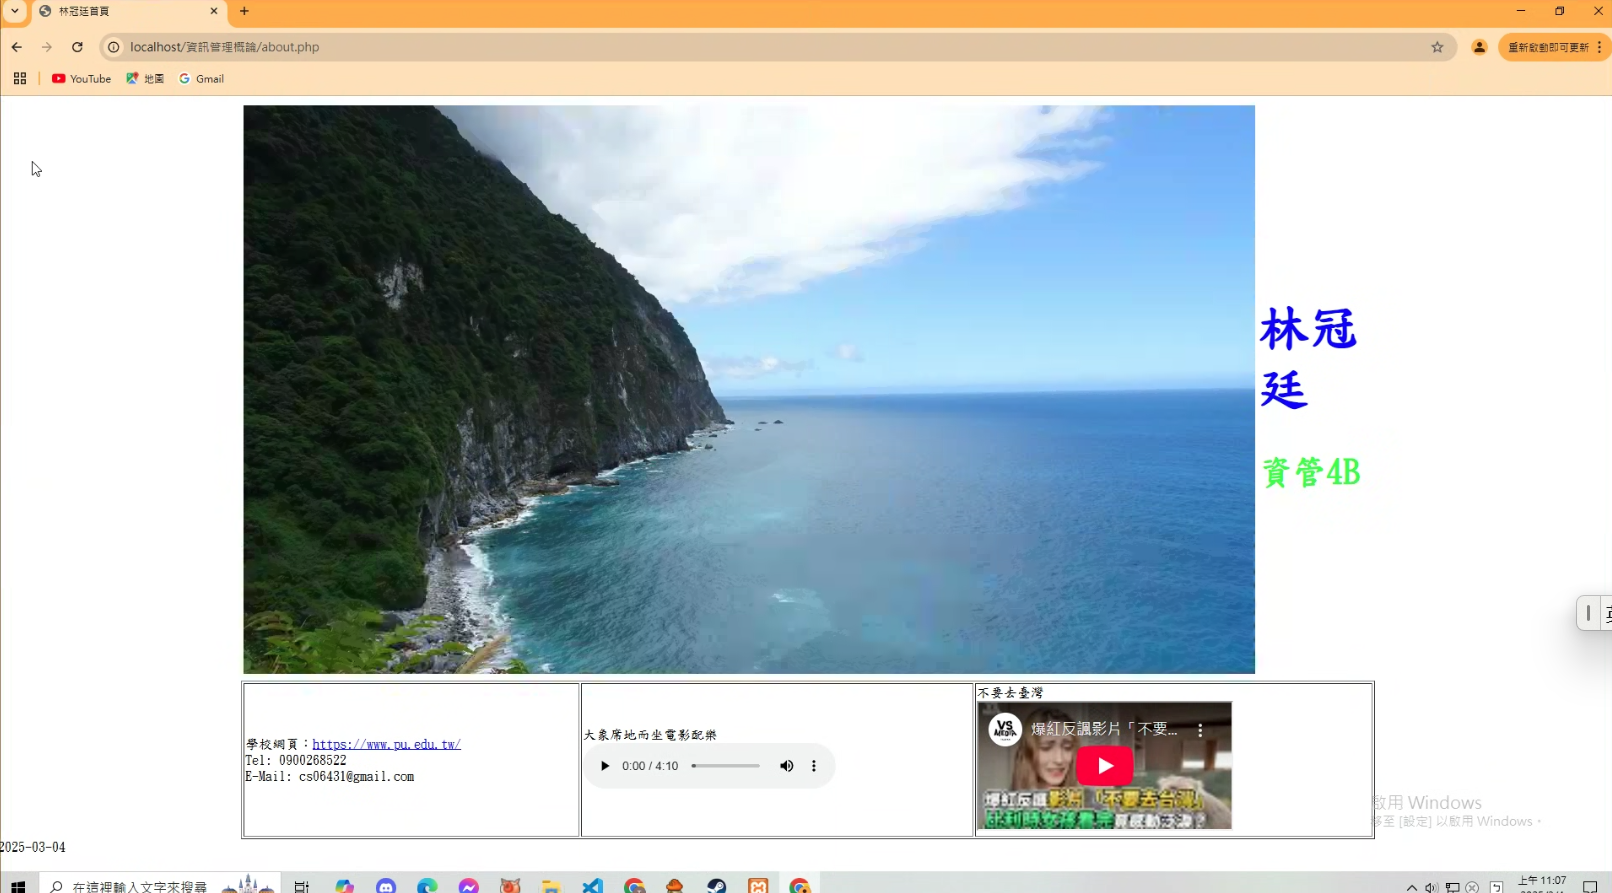 林冠廷首頁
localhost/資訊管理概論/about.php
重新啟動即可更新
YouTube
地圖
Gmail
林冠
廷
資管4B
學校網頁：https://www.pu.edu.tw/
Tel: 0900268522
E-Mail: cs06431@gmail.com
大象席地而坐電影配樂
0:00 / 4:10
不要去臺灣
VS
MEDIA
爆紅反諷影片「不要...
爆紅反諷影片「不要去台灣」
啟用 Windows
移至 [設定] 以啟用 Windows。
2025-03-04
在這裡輸入文字來搜尋
上午 11:07
英